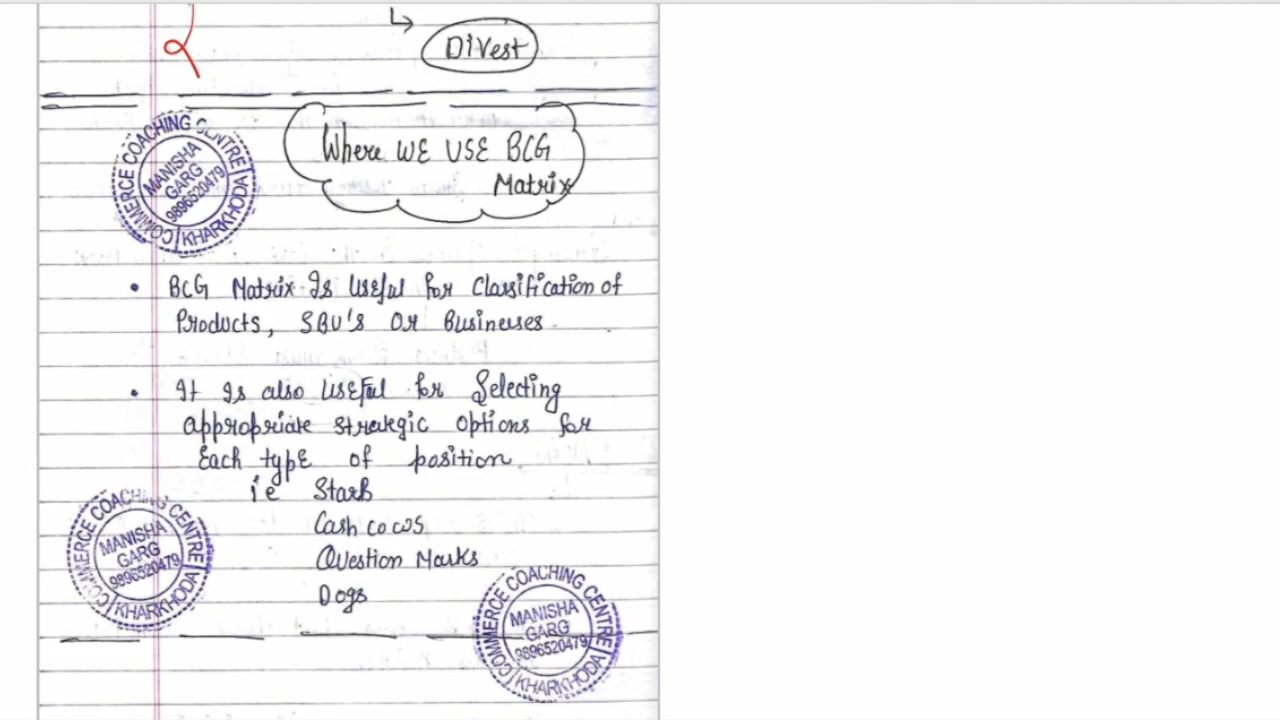 DiVest
Where WE USE BCG
Matrix
• BCG Matrix Is Useful for Classification of
Products, SBU's Or Businesses.
• It Is also Useful for Selecting
appropriate strategic options for
Each type of position.
ie Stars
Cash cows
Question Marks
Dogs
COMMERCE COACHING CENTRE
MANISHA
GARG
9896520479
KHARKHODA
COMMERCE COACHING CENTRE
MANISHA
GARG
9896520479
KHARKHODA
COMMERCE COACHING CENTRE
MANISHA
GARG
9896520479
KHARKHODA